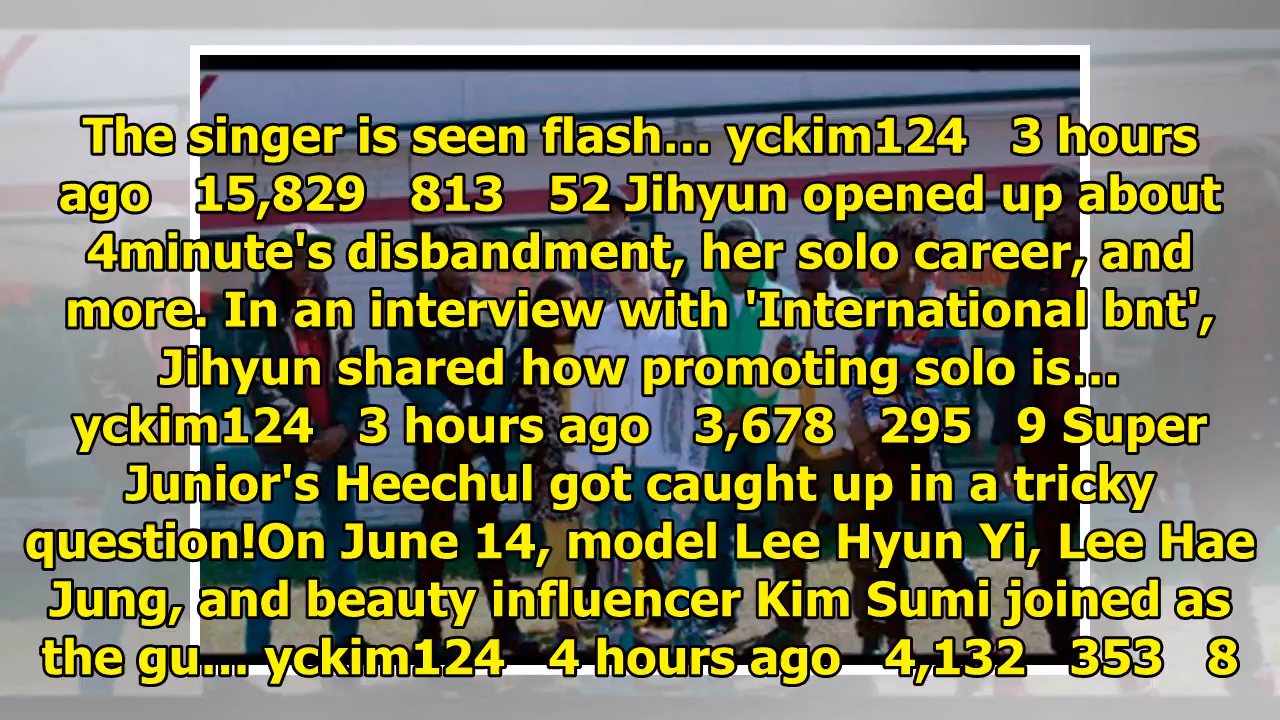 The singer is seen flash... yckim124 3 hours
ago 15,829 813 52 Jihyun opened up about
4minute's disbandment, her solo career, and
more. In an interview with 'International bnt',
Jihyun shared how promoting solo is...
yckim124 3 hours ago 3,678 295 9 Super
Junior's Heechul got caught up in a tricky
question!On June 14, model Lee Hyun Yi, Lee Hae
Jung, and beauty influencer Kim Sumi joined as
the gu... yckim124 4 hours ago 4,132 353 8